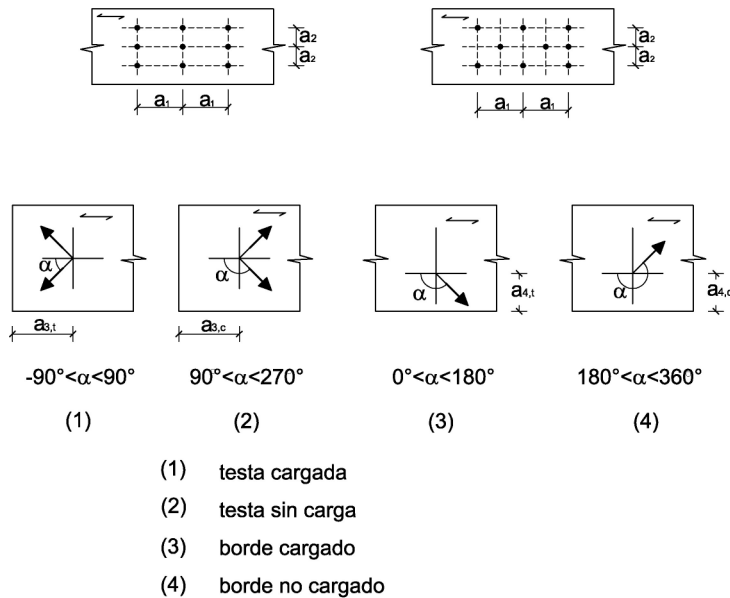 a2
a2
a1 a1
a2
a2
a1 a1
α
a3,t
α
a3,c
α
a4,t
α
a4,c
-90°<α<90°
90°<α<270°
0°<α<180°
180°<α<360°
(1)
(2)
(3)
(4)
(1) testa cargada
(2) testa sin carga
(3) borde cargado
(4) borde no cargado